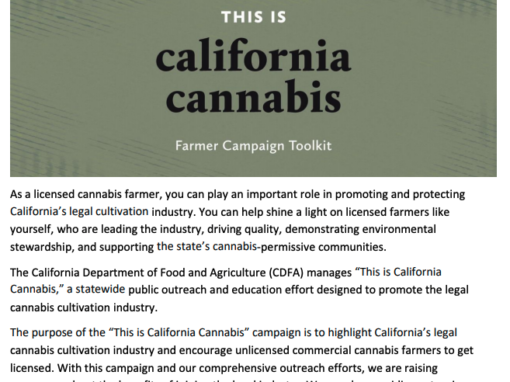 THIS IS
california
cannabis
Farmer Campaign Toolkit
As a licensed cannabis farmer, you can play an important role in promoting and protecting
California's legal cultivation industry. You can help shine a light on licensed farmers like
yourself, who are leading the industry, driving quality, demonstrating environmental
stewardship, and supporting the state's cannabis-permissive communities.
The California Department of Food and Agriculture (CDFA) manages “This is California
Cannabis,” a statewide public outreach and education effort designed to promote the legal
cannabis cultivation industry.
The purpose of the “This is California Cannabis” campaign is to highlight California's legal
cannabis cultivation industry and encourage unlicensed commercial cannabis farmers to get
licensed. With this campaign and our comprehensive outreach efforts, we are raising